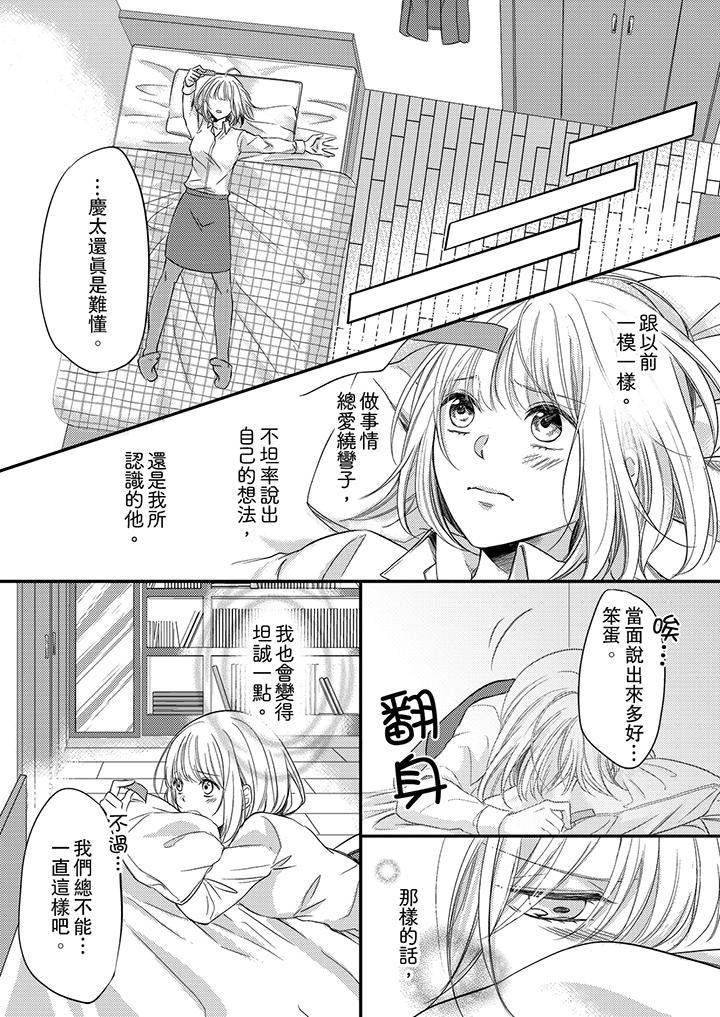 …慶太還真是難懂。
跟以前
一模一樣。
做事情
總愛繞彎子，
不坦率說出
自己的想法，
還是我所
認識的他。
唉…
當面說出來多好…
笨蛋。
翻身
那樣的話，
我也會變得
坦誠一點。
不過…
我們總不能…
一直這樣吧。